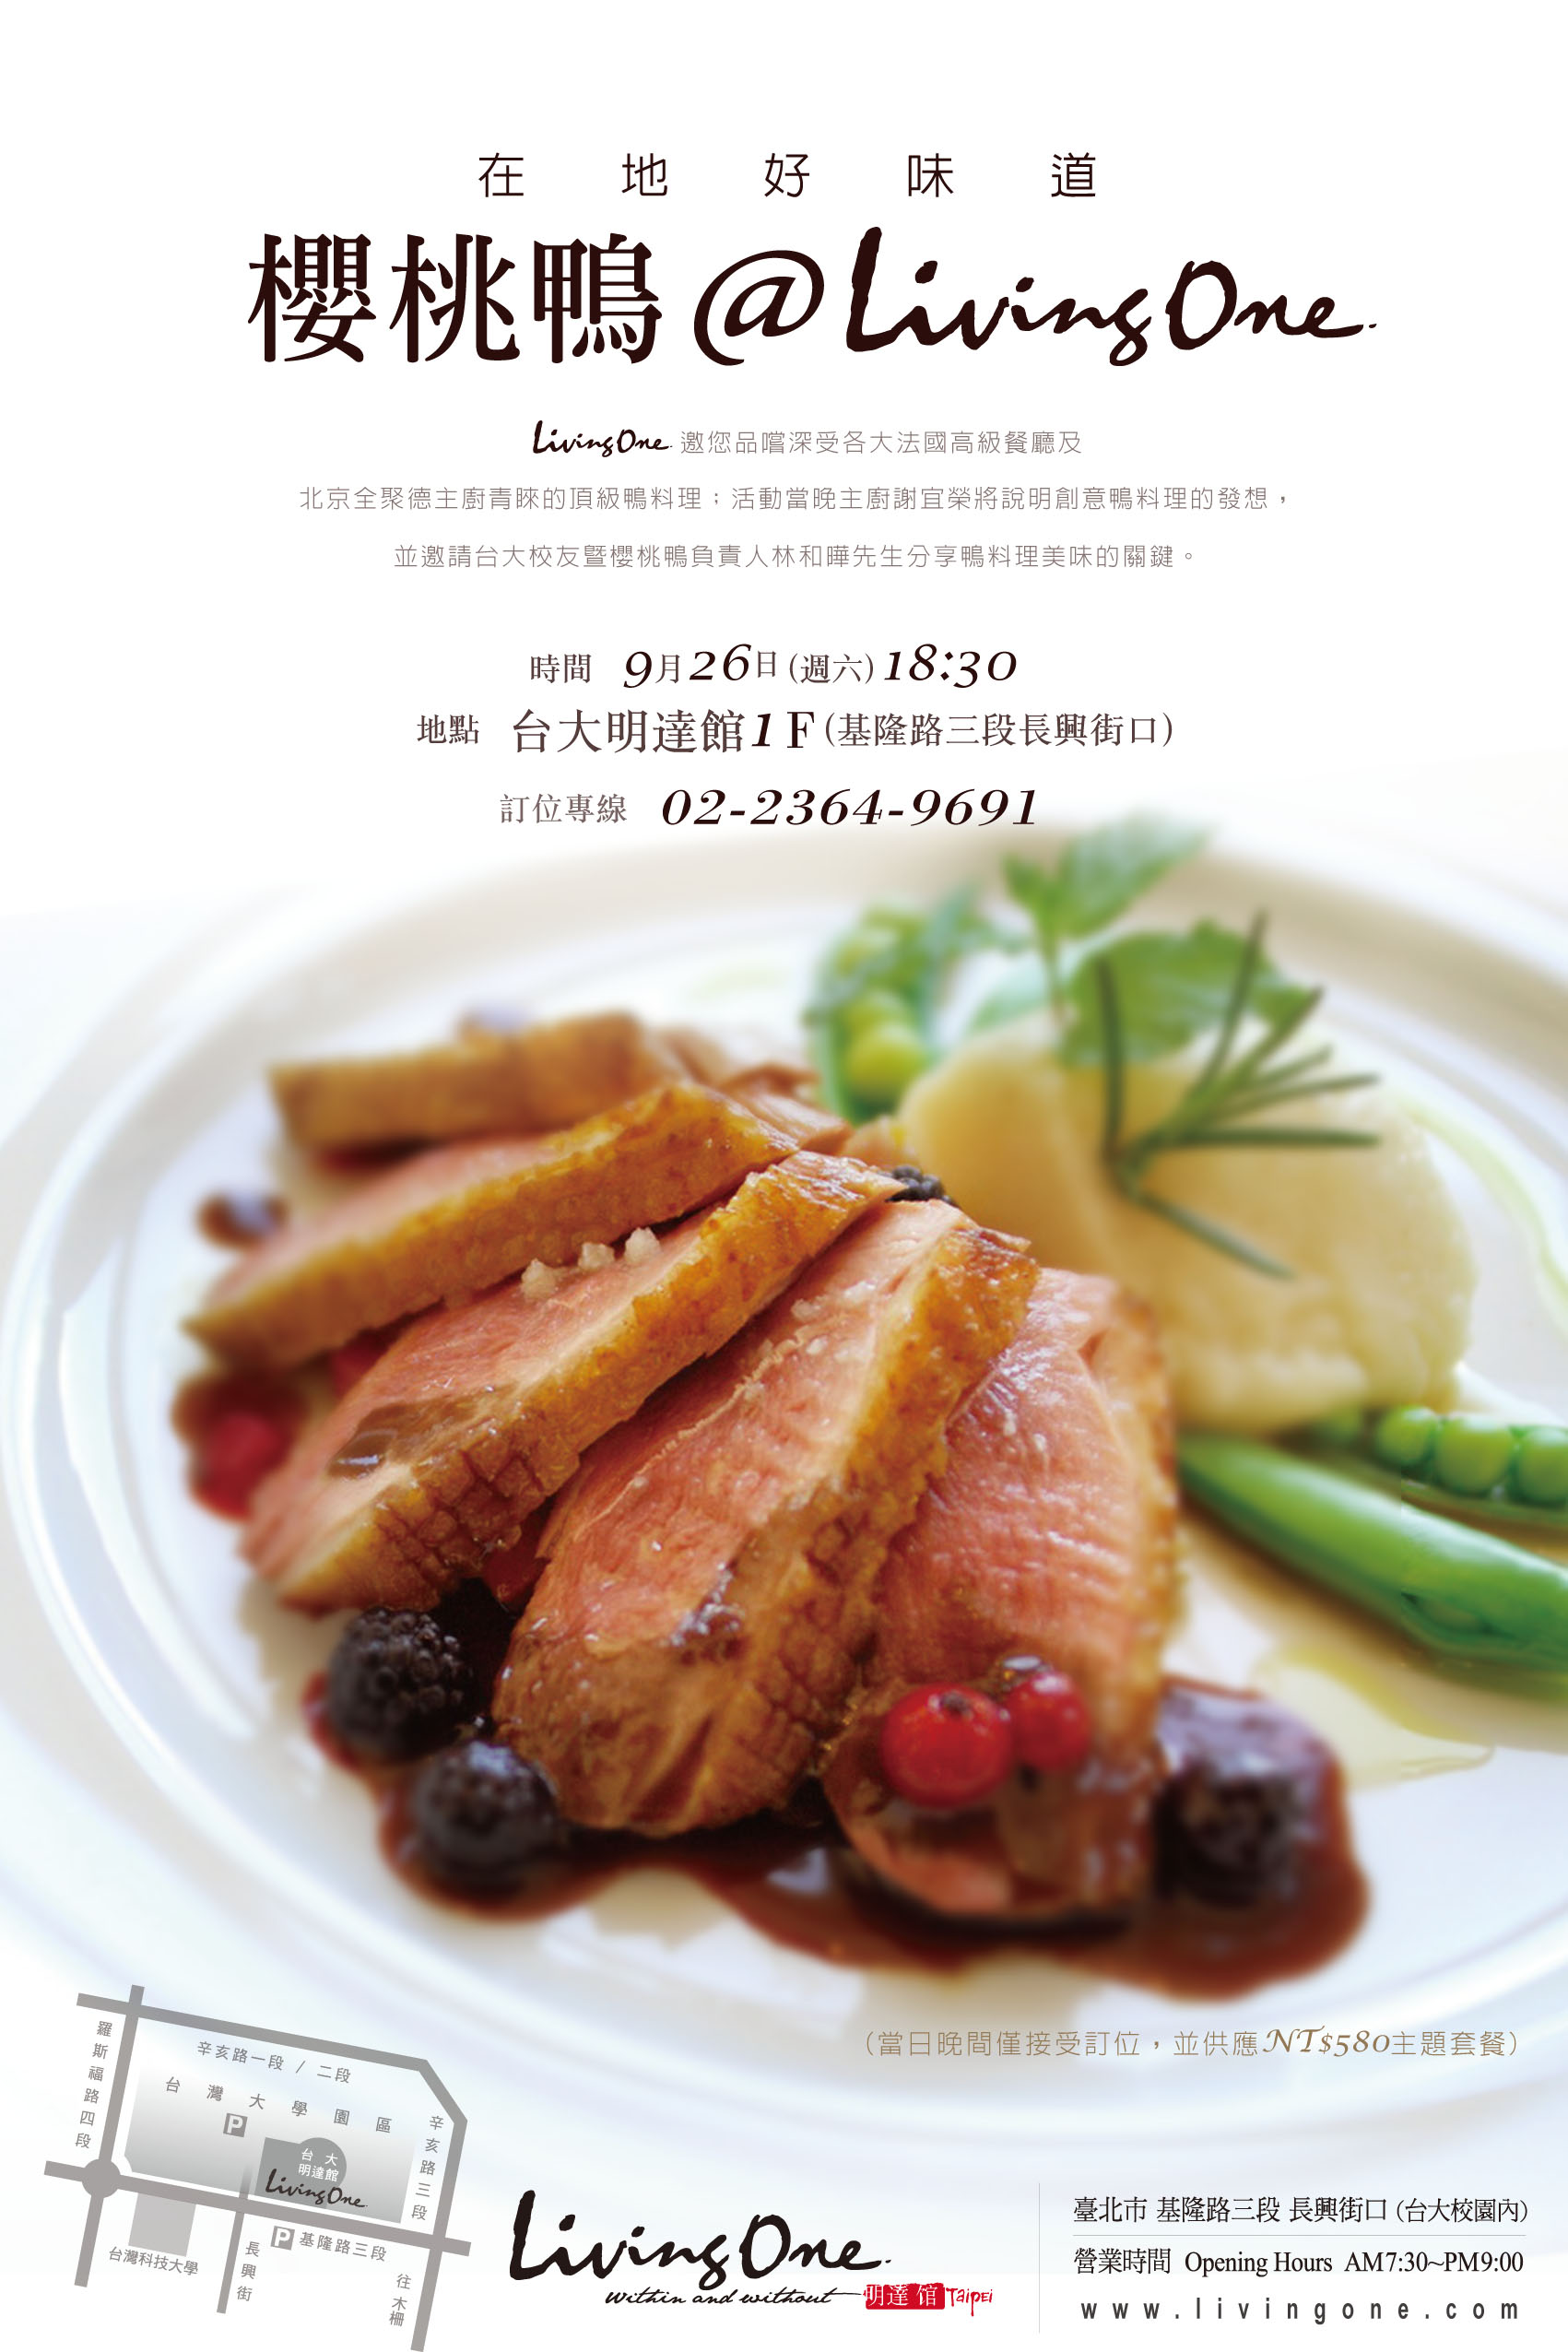 在地好味道
櫻桃鴨@Living One.
Living One. 邀您品嚐深受各大法國高級餐廳及
北京全聚德主廚青睞的頂級鴨料理；活動當晚主廚謝宜榮將說明創意鴨料理的發想，
並邀請台大校友暨櫻桃鴨負責人林和曄先生分享鴨料理美味的關鍵。
時間 9月26日(週六)18:30
地點 台大明達館1F(基隆路三段長興街口)
訂位專線 02-2364-9691
(當日晚間僅接受訂位，並供應NT$580主題套餐)
羅斯福路四段
辛亥路一段 / 二段
台灣大學園區
P
辛亥路三段
台大
明達館
Living One.
P 基隆路三段
台灣科技大學
長興街
往木柵
Living One.
within and without 明達館 Taipei
臺北市 基隆路三段 長興街口 (台大校園內)
營業時間 Opening Hours AM7:30~PM9:00
www.livingone.com